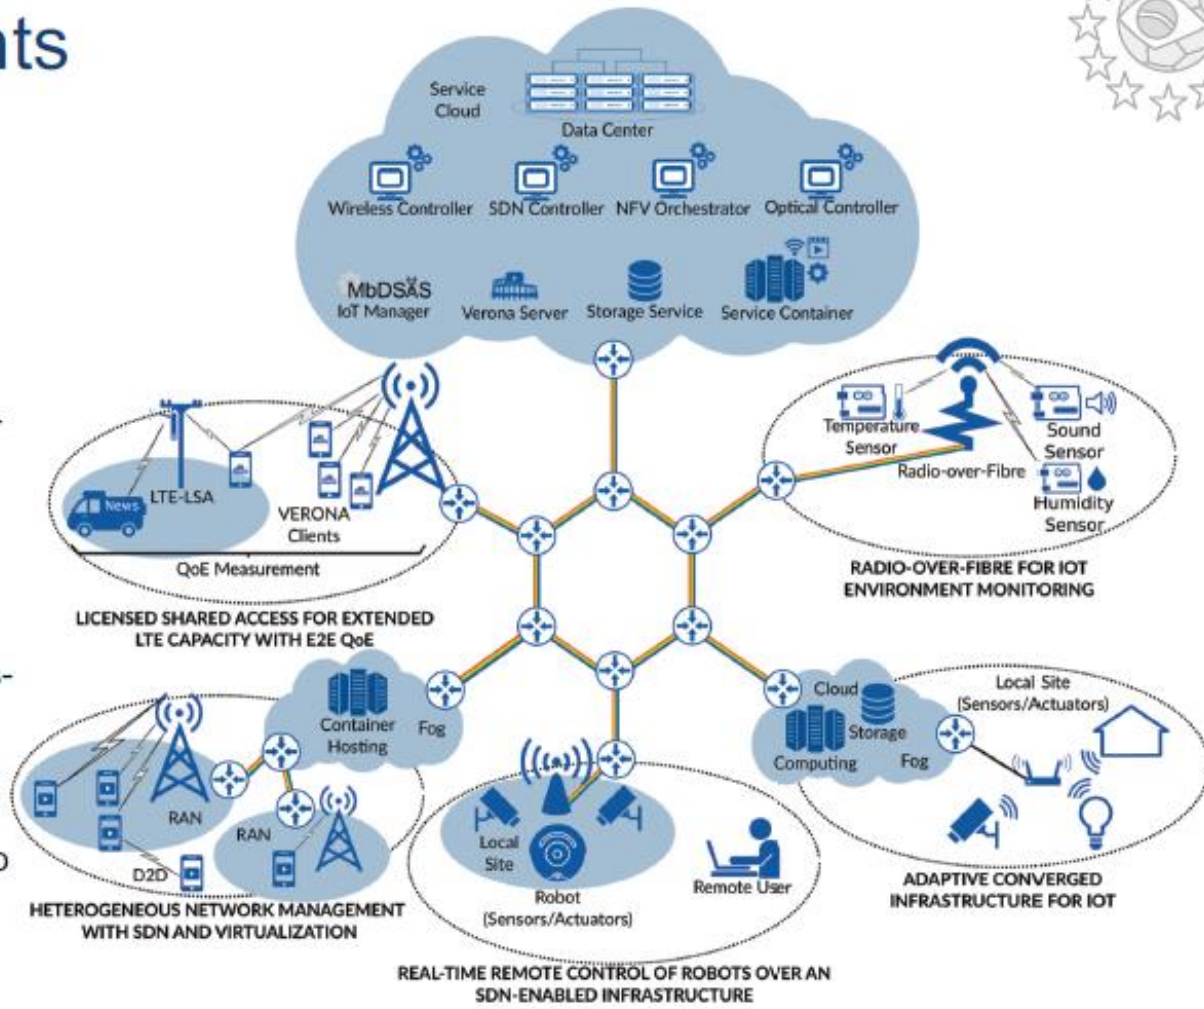 nts
Service
Cloud
Data Center
Wireless Controller
SDN Controller
NFV Orchestrator
Optical Controller
MbDSAS
IoT Manager
Verona Server
Storage Service
Service Container
LTE-LSA
News
VERONA
Clients
QoE Measurement
LICENSED SHARED ACCESS FOR EXTENDED
LTE CAPACITY WITH E2E QoE
Temperature
Sensor
Sound
Sensor
Radio-over-Fibre
Humidity
Sensor
RADIO-OVER-FIBRE FOR IOT
ENVIRONMENT MONITORING
s-
Container
Hosting
Fog
RAN
RAN
D2D
HETEROGENEOUS NETWORK MANAGEMENT
WITH SDN AND VIRTUALIZATION
Local
Site
Robot
(Sensors/Actuators)
Remote User
REAL-TIME REMOTE CONTROL OF ROBOTS OVER AN
SDN-ENABLED INFRASTRUCTURE
Cloud
Storage
Computing
Fog
Local Site
(Sensors/Actuators)
ADAPTIVE CONVERGED
INFRASTRUCTURE FOR IOT